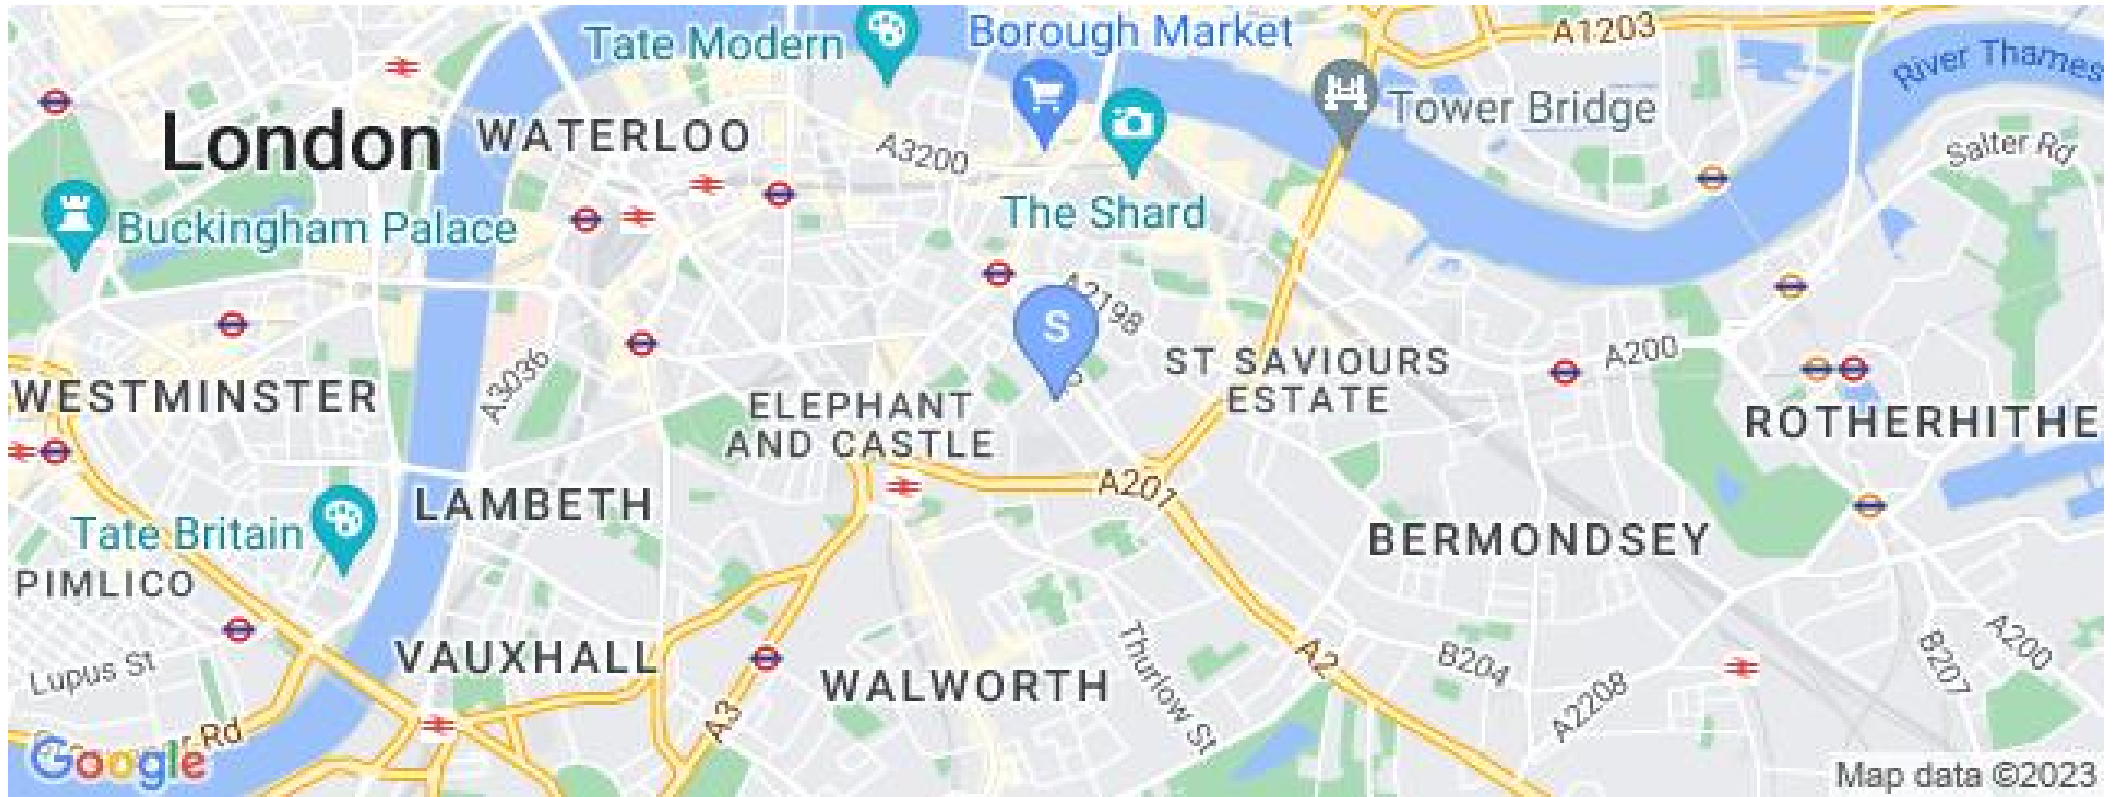 Tate Modern
Borough Market
A1203
River Thames
London
WATERLOO
A3200
Tower Bridge
Salter Rd
Buckingham Palace
The Shard
A2198
S
A3036
ST SAVIOURS
ESTATE
A200
WESTMINSTER
ELEPHANT
AND CASTLE
ROTHERHITHE
LAMBETH
A201
Tate Britain
BERMONDSEY
PIMLICO
Lupus St
VAUXHALL
WALWORTH
Thurlow St
A2
B204
B207
A200
A3
A2208
Rd
Google
Map data ©2023